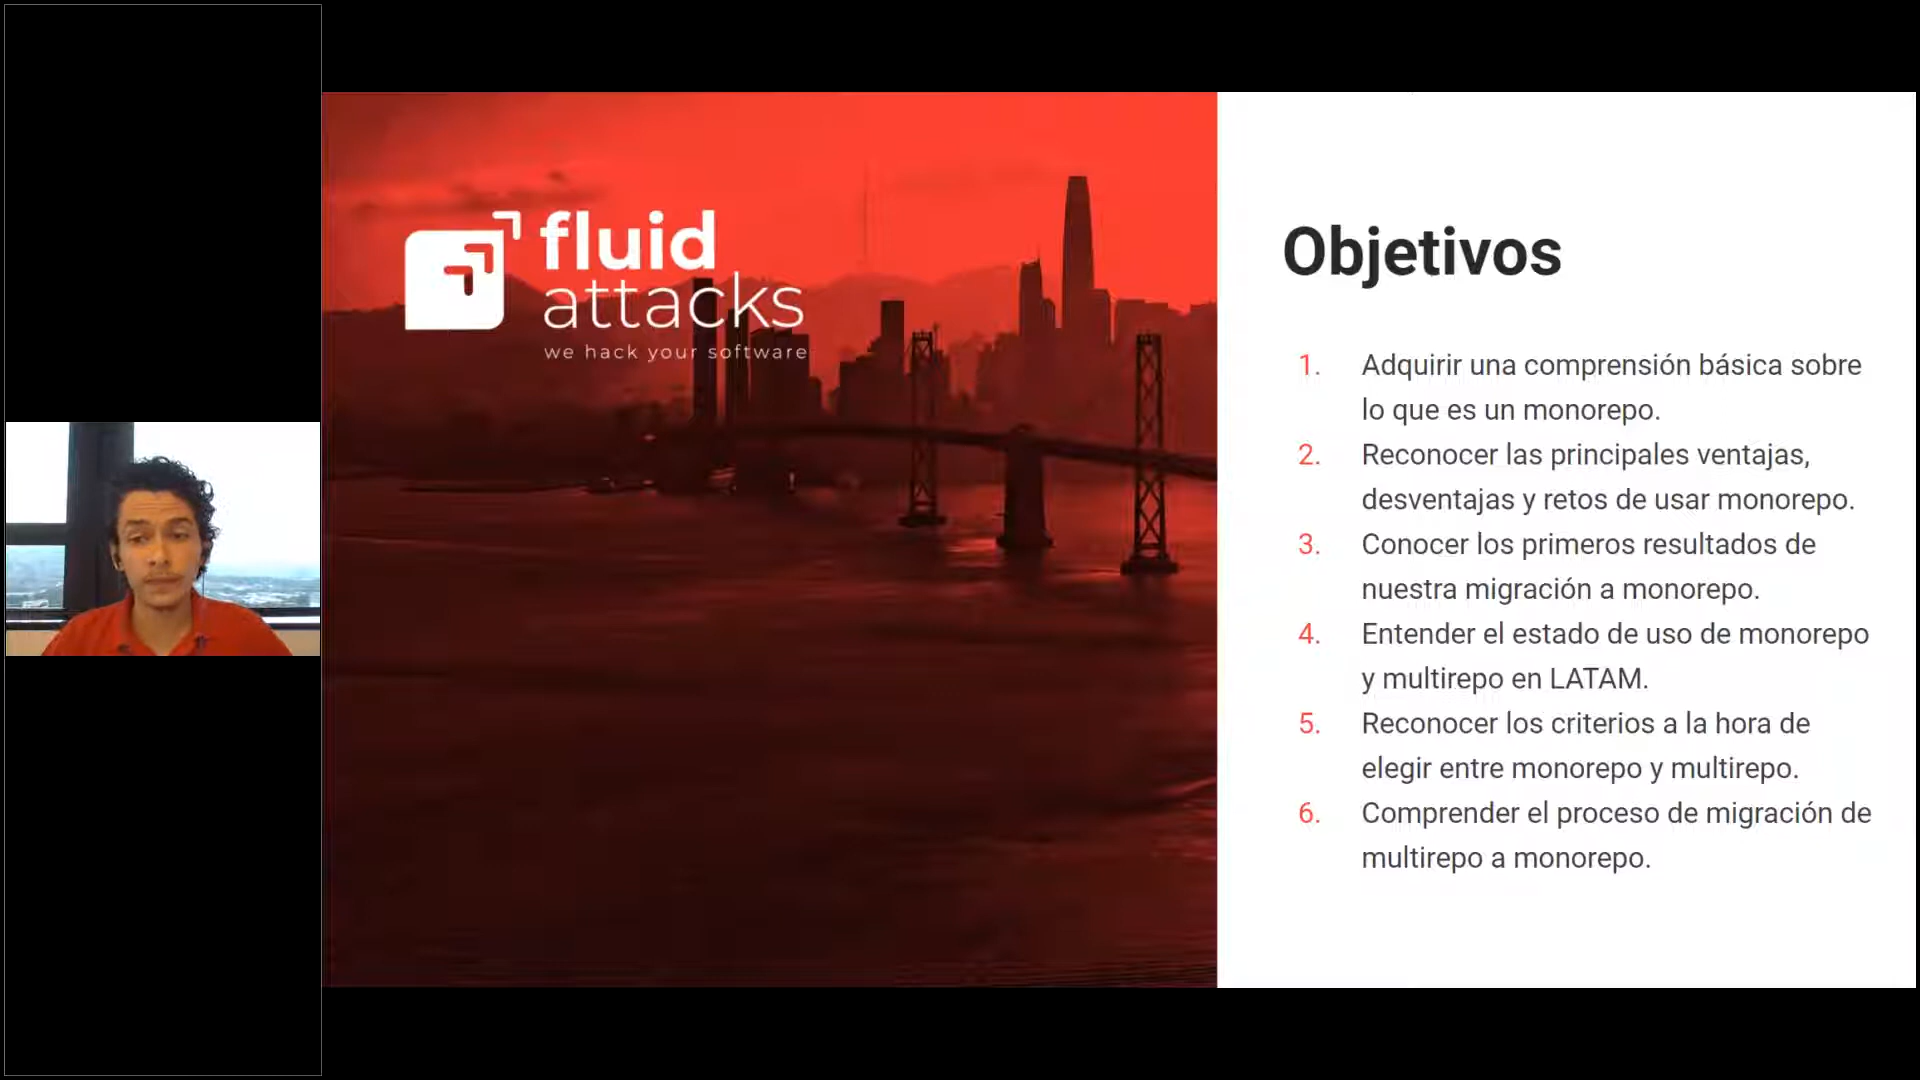 fluid
attacks
we hack your software
Objetivos
1. Adquirir una comprensión básica sobre
lo que es un monorepo.
2. Reconocer las principales ventajas,
desventajas y retos de usar monorepo.
3. Conocer los primeros resultados de
nuestra migración a monorepo.
4. Entender el estado de uso de monorepo
y multirepo en LATAM.
5. Reconocer los criterios a la hora de
elegir entre monorepo y multirepo.
6. Comprender el proceso de migración de
multirepo a monorepo.